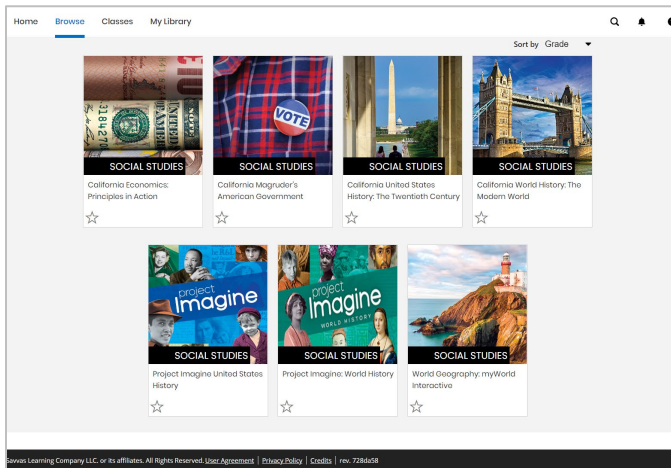 Home Browse Classes My Library
Sort by Grade
VOTE
SOCIAL STUDIES
California Economics:
Principles in Action
SOCIAL STUDIES
California Magruder's
American Government
SOCIAL STUDIES
California United States
History: The Twentieth Century
SOCIAL STUDIES
California World History: The
Modern World
project
Imagine
SOCIAL STUDIES
Project Imagine United States
History
project
Imagine
WORLD HISTORY
SOCIAL STUDIES
Project Imagine: World History
SOCIAL STUDIES
World Geography: myWorld
Interactive
Savvas Learning Company LLC. or its affiliates. All Rights Reserved. User Agreement | Privacy Policy | Credits | rev. 728da58